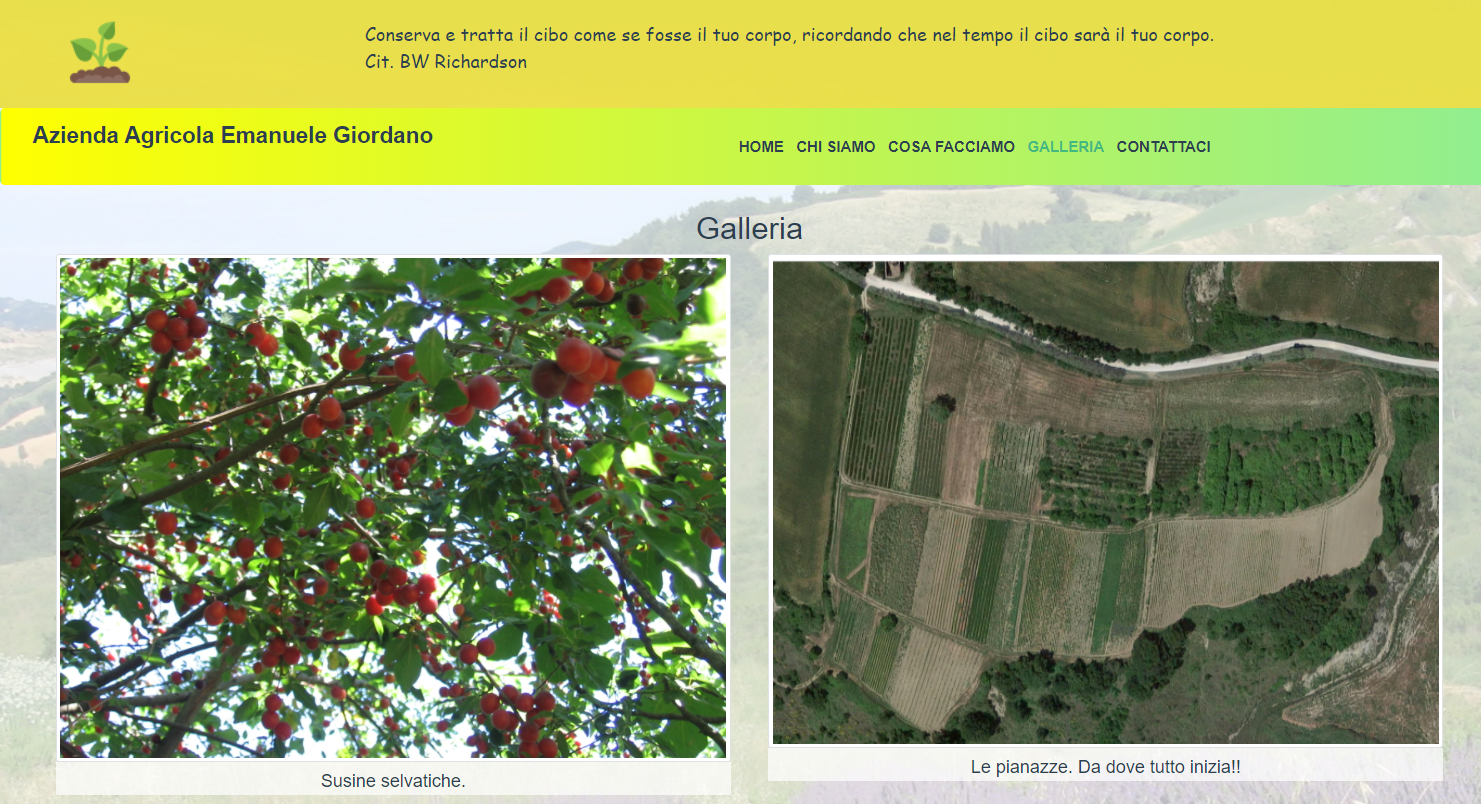 Conserva e tratta il cibo come se fosse il tuo corpo, ricordando che nel tempo il cibo sarà il tuo corpo.
Cit. BW Richardson
Azienda Agricola Emanuele Giordano
HOME CHI SIAMO COSA FACCIAMO GALLERIA CONTATTACI
Galleria
Susine selvatiche.
Le pianazze. Da dove tutto inizia!!